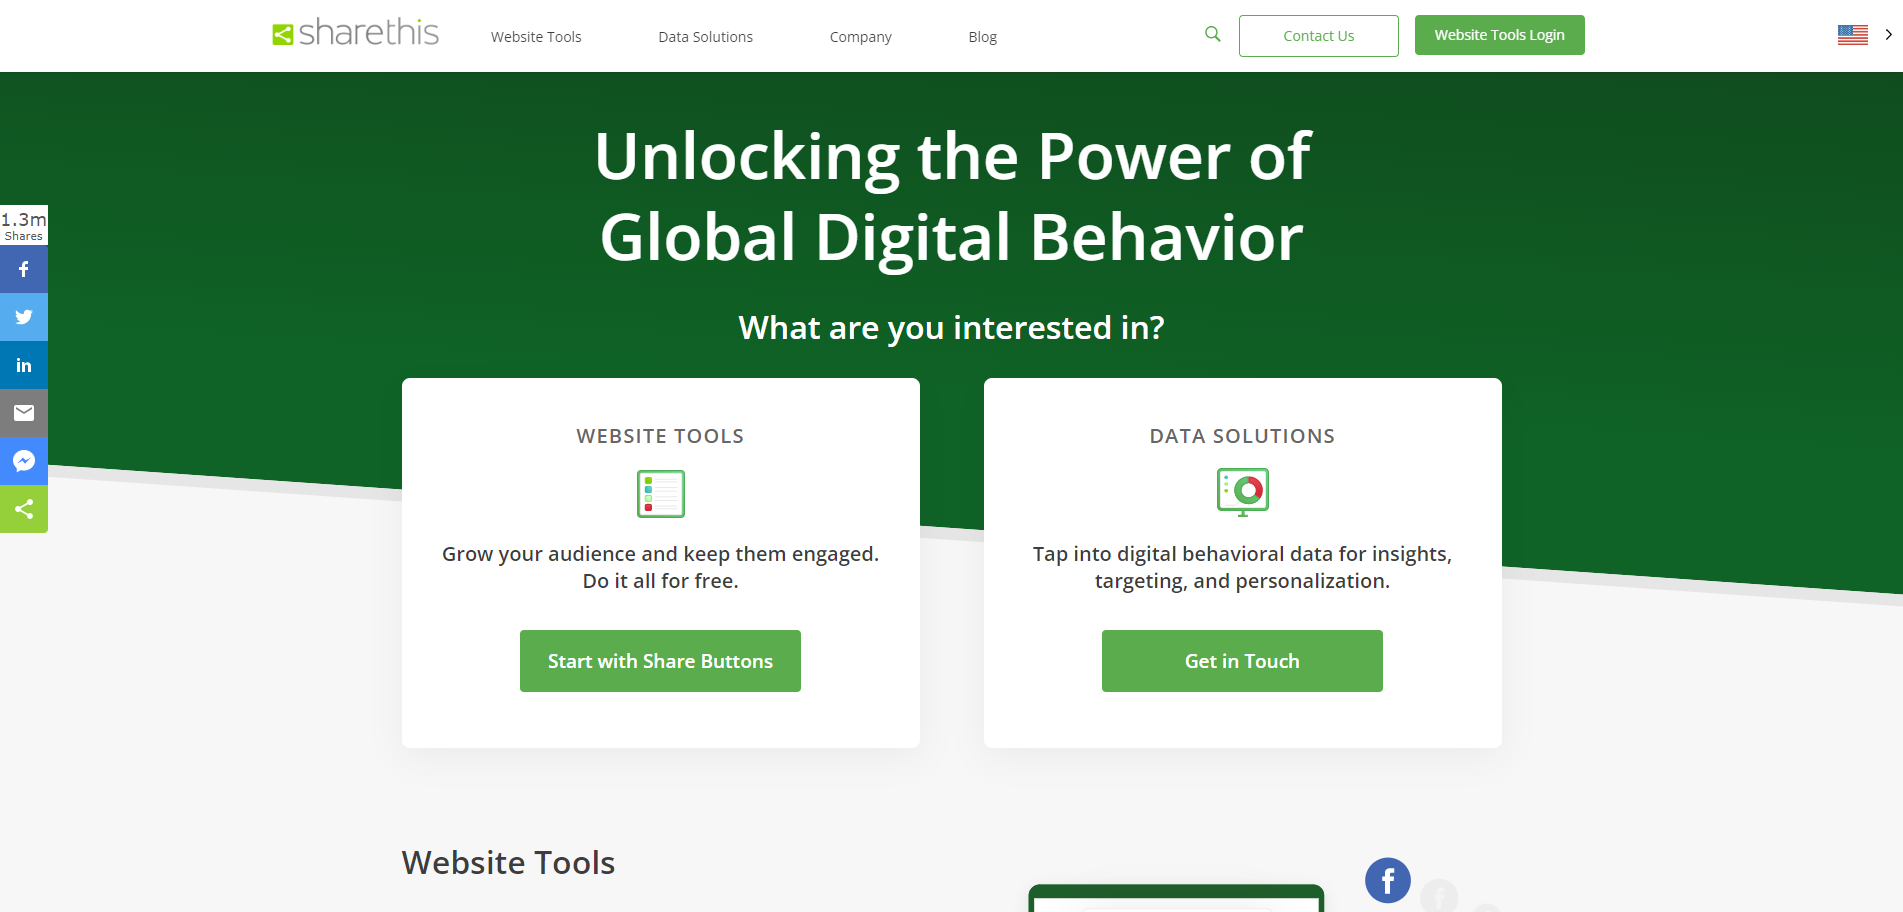 sharethis
Website Tools
Data Solutions
Company
Blog
Contact Us
Website Tools Login
Unlocking the Power of
Global Digital Behavior
What are you interested in?
1.3m
Shares
WEBSITE TOOLS
Grow your audience and keep them engaged.
Do it all for free.
Start with Share Buttons
DATA SOLUTIONS
Tap into digital behavioral data for insights,
targeting, and personalization.
Get in Touch
Website Tools